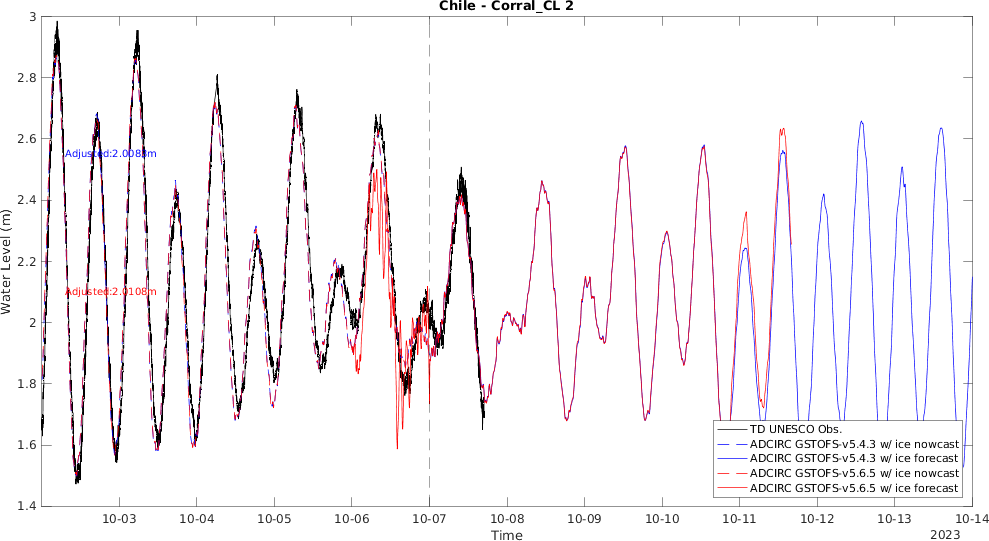 Chile - Corral_CL 2
Water Level (m)
3
2.8
2.6
2.4
2.2
2
1.8
1.6
1.4
Adjusted:2.0088m
Adjusted:2.0108m
TD UNESCO Obs.
ADCIRC GSTOFS-v5.4.3 w/ ice nowcast
ADCIRC GSTOFS-v5.4.3 w/ ice forecast
ADCIRC GSTOFS-v5.6.5 w/ ice nowcast
ADCIRC GSTOFS-v5.6.5 w/ ice forecast
10-03 10-04 10-05 10-06 10-07 10-08 10-09 10-10 10-11 10-12 10-13 10-14
Time
2023